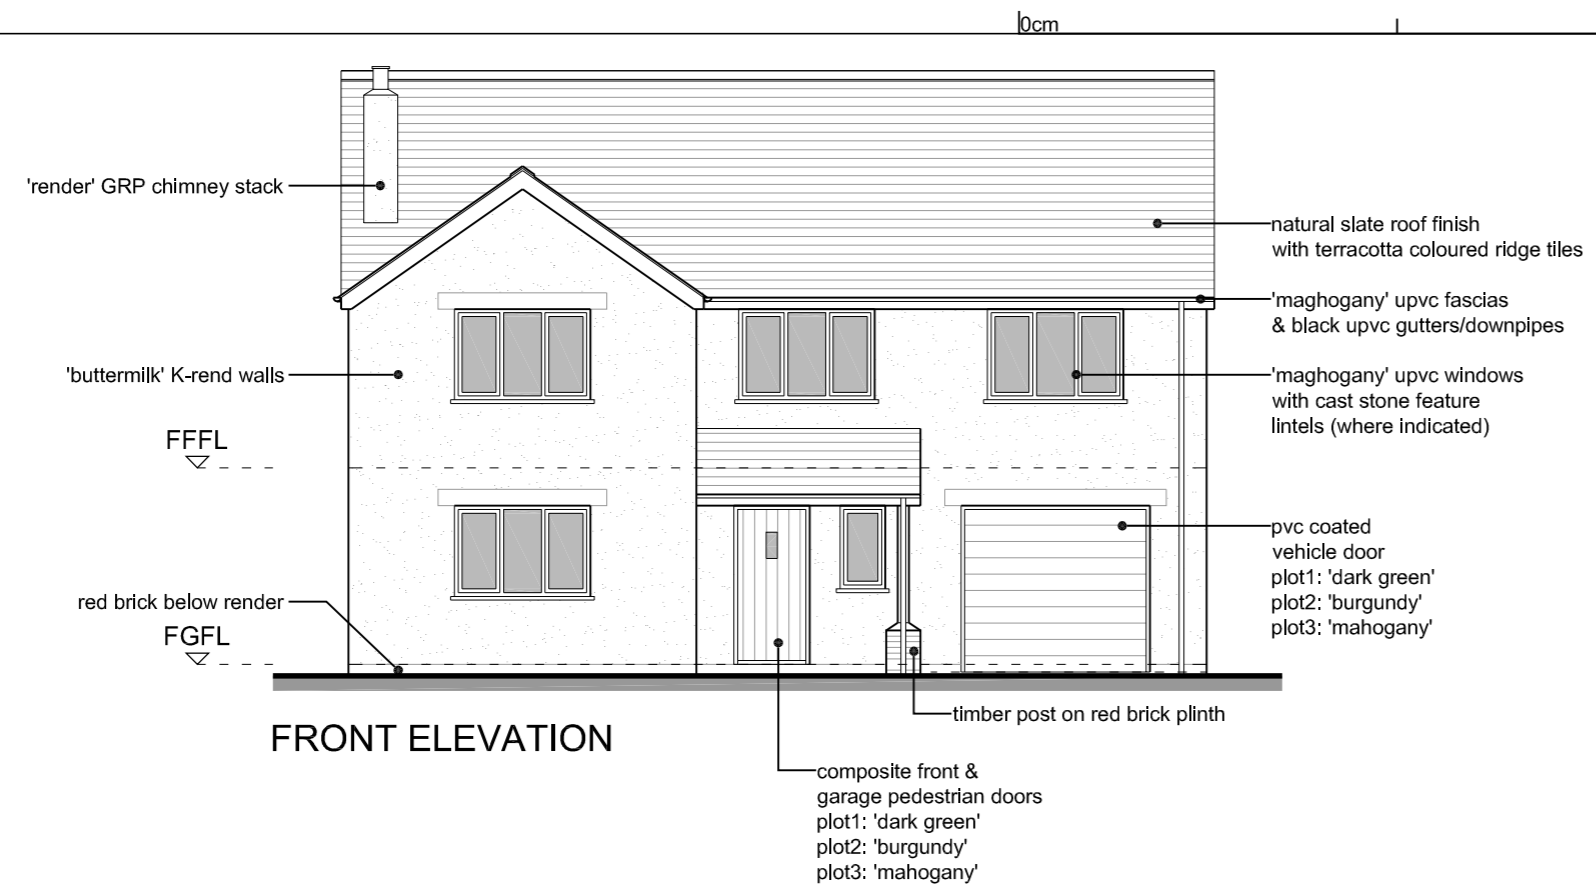 0cm
'render' GRP chimney stack
natural slate roof finish
with terracotta coloured ridge tiles
'maghogany' upvc fascias
& black upvc gutters/downpipes
'buttermilk' K-rend walls
'maghogany' upvc windows
with cast stone feature
lintels (where indicated)
FFFL
pvc coated
vehicle door
plot1: 'dark green'
plot2: 'burgundy'
plot3: 'mahogany'
red brick below render
FGFL
timber post on red brick plinth
FRONT ELEVATION
composite front &
garage pedestrian doors
plot1: 'dark green'
plot2: 'burgundy'
plot3: 'mahogany'